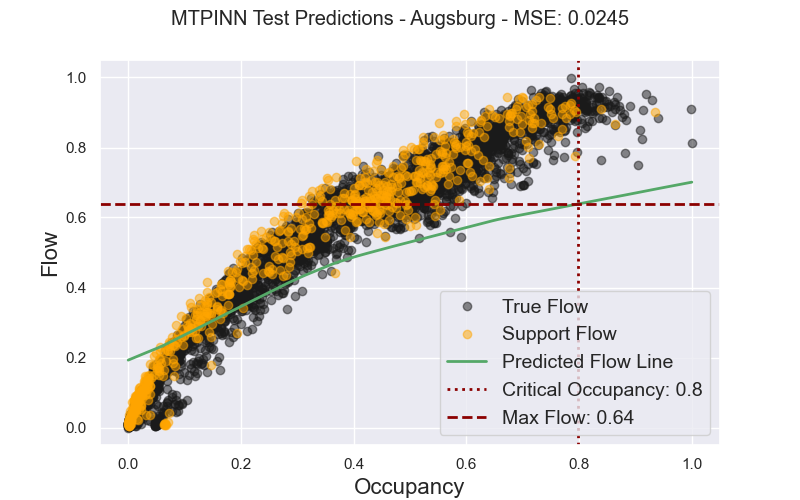 MTPINN Test Predictions - Augsburg - MSE: 0.0245
1.0
0.8
0.6
0.4
0.2
0.0
Flow
True Flow
Support Flow
Predicted Flow Line
Critical Occupancy: 0.8
Max Flow: 0.64
0.0 0.2 0.4 0.6 0.8 1.0
Occupancy